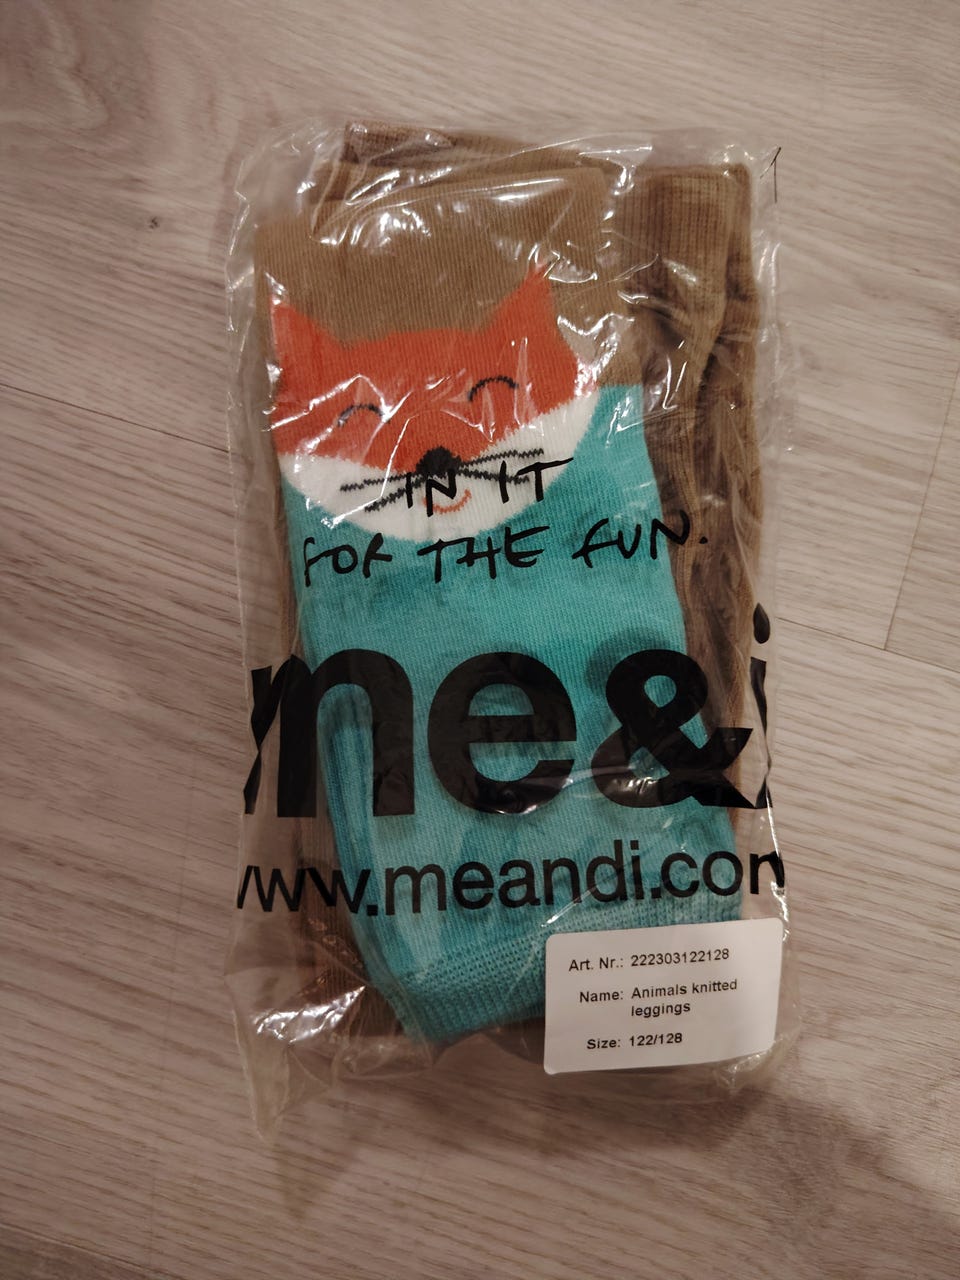 IN IT
FOR THE FUN.
me&i
www.meandi.com
Art. Nr.: 222303122128
Name: Animals knitted
leggings
Size: 122/128